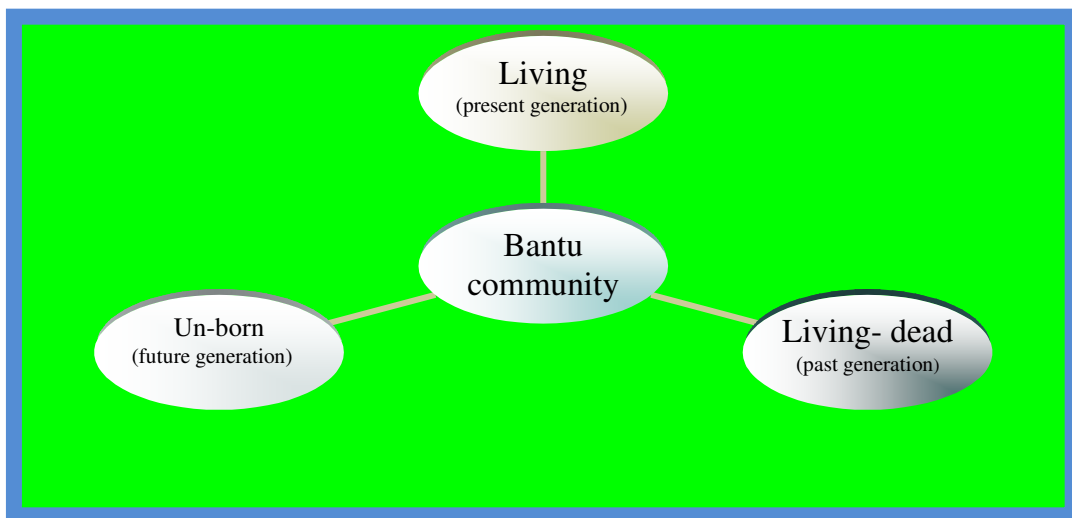 Living
(present generation)
Bantu
community
Un-born
(future generation)
Living- dead
(past generation)